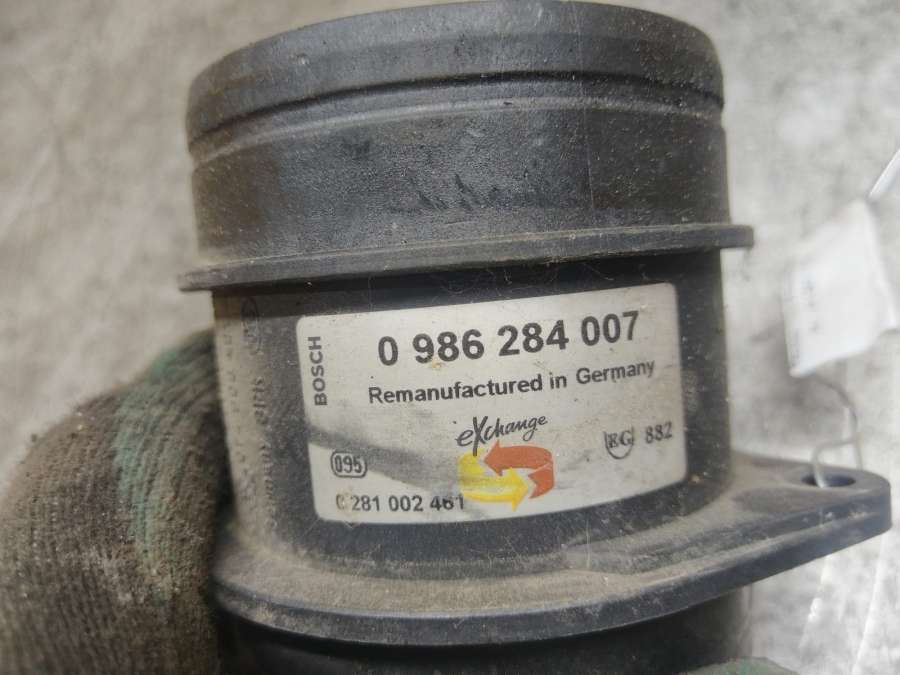 BOSCH
0 986 284 007
Remanufactured in Germany
eXchange
EG 882
095
0 281 002 461